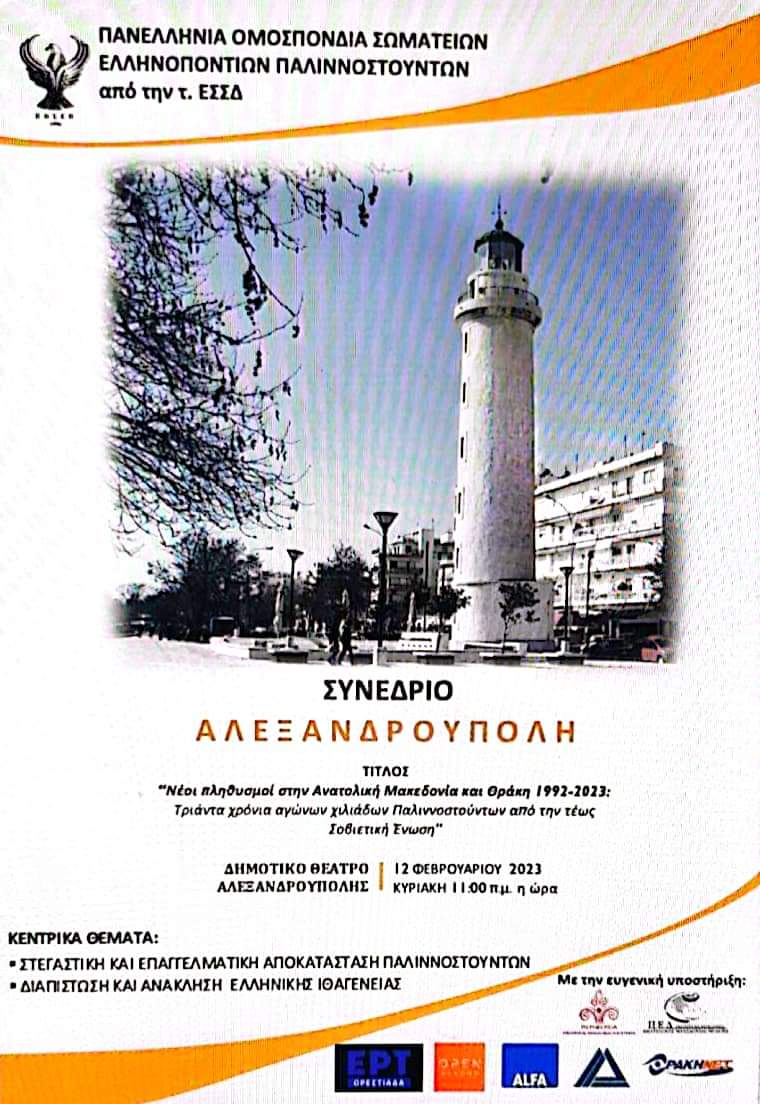 ΠΑΝΕΛΛΗΝΙΑ ΟΜΟΣΠΟΝΔΙΑ ΣΩΜΑΤΕΙΩΝ
ΕΛΛΗΝΟΠΟΝΤΙΩΝ ΠΑΛΙΝΝΟΣΤΟΥΝΤΩΝ
από την τ. ΕΣΣΔ
ΣΥΝΕΔΡΙΟ
ΑΛΕΞΑΝΔΡΟΥΠΟΛΗ
ΤΙΤΛΟΣ
"Νέοι πληθυσμοί στην Ανατολική Μακεδονία και Θράκη 1992-2023:
Τριάντα χρόνια αγώνων χιλιάδων Παλιννοστούντων από την τέως
Σοβιετική Ένωση"
ΔΗΜΟΤΙΚΟ ΘΕΑΤΡΟ
ΑΛΕΞΑΝΔΡΟΥΠΟΛΗΣ
12 ΦΕΒΡΟΥΑΡΙΟΥ 2023
ΚΥΡΙΑΚΗ 11:00 π.μ. η ώρα
ΚΕΝΤΡΙΚΑ ΘΕΜΑΤΑ:
▪ ΣΤΕΓΑΣΤΙΚΗ ΚΑΙ ΕΠΑΓΓΕΛΜΑΤΙΚΗ ΑΠΟΚΑΤΑΣΤΑΣΗ ΠΑΛΙΝΝΟΣΤΟΥΝΤΩΝ
▪ ΔΙΑΠΙΣΤΩΣΗ ΚΑΙ ΑΝΑΚΛΗΣΗ ΕΛΛΗΝΙΚΗΣ ΙΘΑΓΕΝΕΙΑΣ
Με την ευγενική υποστήριξη:
Π.Ε.Δ
ΕΡΤ
ΟΡΕΣΤΙΑΔΑ
OPEN
ALFA
ΘΡΑΚΗΝΕΤ